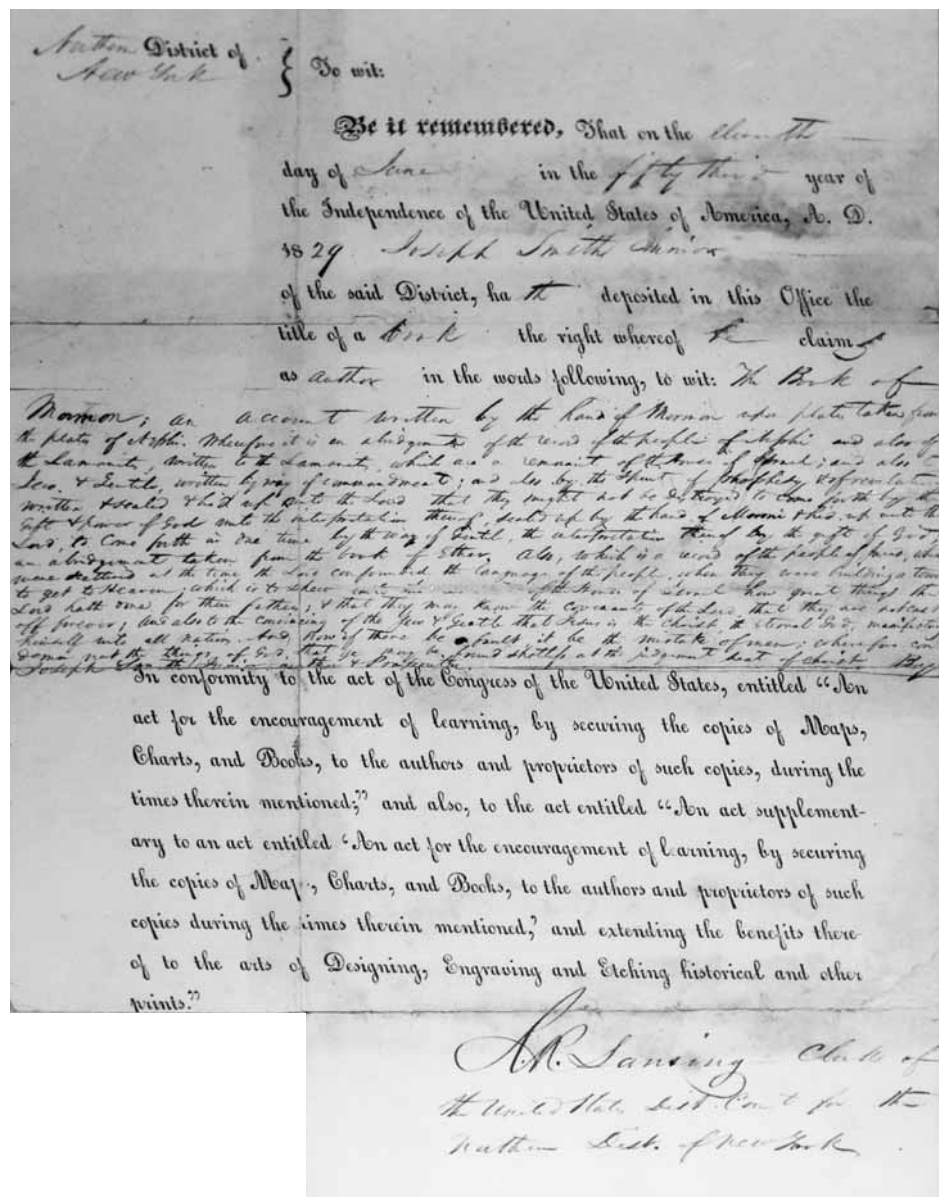 Northern District of
New York
To wit:
Be it remembered, That on the eleventh
day of June in the fifty third year of
the Independence of the United States of America, A. D.
1829 Joseph Smith Junior
of the said District, ha th deposited in this Office the
title of a book the right whereof he claims
as author in the words following, to wit: The Book of
Mormon; an account written by the hand of Mormon upon plates taken from
the plates of Nephi. Wherefore it is an abridgment of the record of the people of Nephi and also of
the Lamanites, written to the Lamanites, which are a remnant of the House of Israel; and also
Jew & Gentile, written by way of commandment; and also by the Spirit of Prophesy & of revelation
written & sealed & hid up unto the Lord that they might not be destroyed to come forth by the
gift & power of God unto the interpretation thereof, sealed up by the hand of Moroni & hid up unto the
Lord, to come forth in due time by the way of Gentile the interpretation thereof by the gift of God;
an abridgment taken from the book of Ether. Also, which is a record of the people of Jared, who
were scattered at the time the Lord confounded the language of the people when they were building a tower
to get to Heaven; which is to shew of the House of Israel how great things the
Lord hath done for their fathers; & that they may know the covenants of the Lord, that they are not cast
off forever; and also to the convincing of the Jew & Gentile that Jesus is the Christ the eternal God, manifesting
himself unto all nations. And now if there be a fault, it be the mistake of men; wherefore con
demn not the things of God, that ye may be found spotless at the judgment seat of Christ. By
Joseph Smith Junior author & Proprietor
In conformity to the act of the Congress of the United States, entitled “An
act for the encouragement of learning, by securing the copies of Maps,
Charts, and Books, to the authors and proprietors of such copies, during the
times therein mentioned;” and also, to the act entitled “An act supplement-
ary to an act entitled ‘An act for the encouragement of learning, by securing
the copies of Maps, Charts, and Books, to the authors and proprietors of such
copies during the times therein mentioned,’ and extending the benefits there-
of to the arts of Designing, Engraving and Etching historical and other
prints.”
R. R. Lansing Clerk of
the United States Dist. Court for the
Northern Dist. of New York